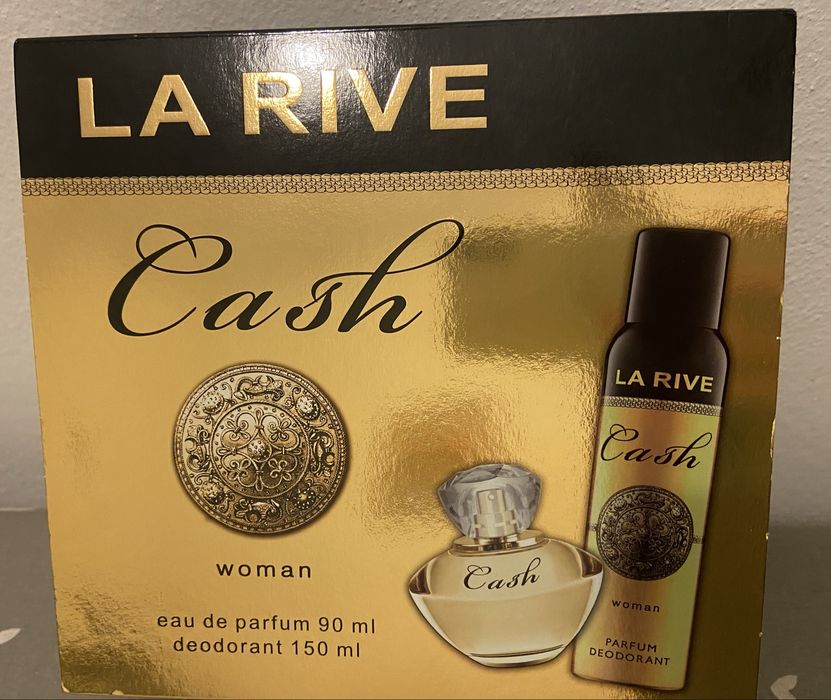 LA RIVE
Cash
woman
eau de parfum 90 ml
deodorant 150 ml
Cash
LA RIVE
Cash
woman
PARFUM
DEODORANT